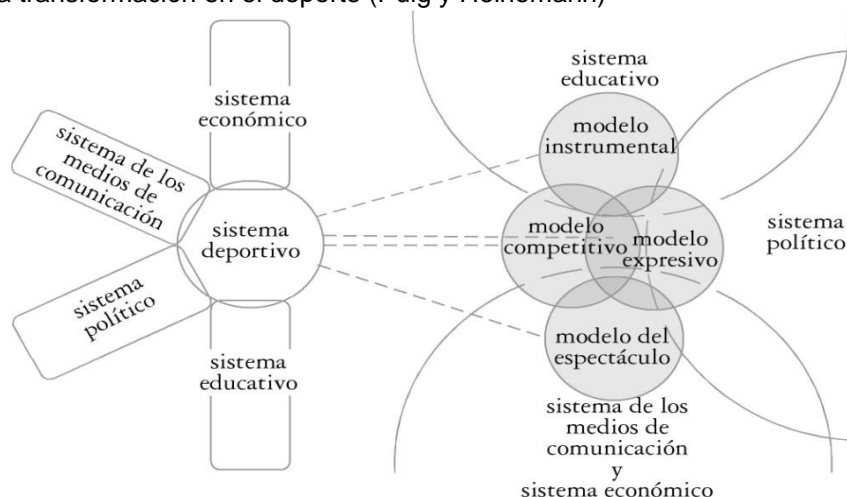 a transformación en el deporte (Puig y Heinemann)
sistema
económico
sistema de los
medios de
comunicación
sistema
deportivo
sistema
político
sistema
educativo
sistema
educativo
modelo
instrumental
modelo
competitivo
modelo
expresivo
sistema
político
modelo del
espectáculo
sistema de los
medios de
comunicación
y
sistema económico